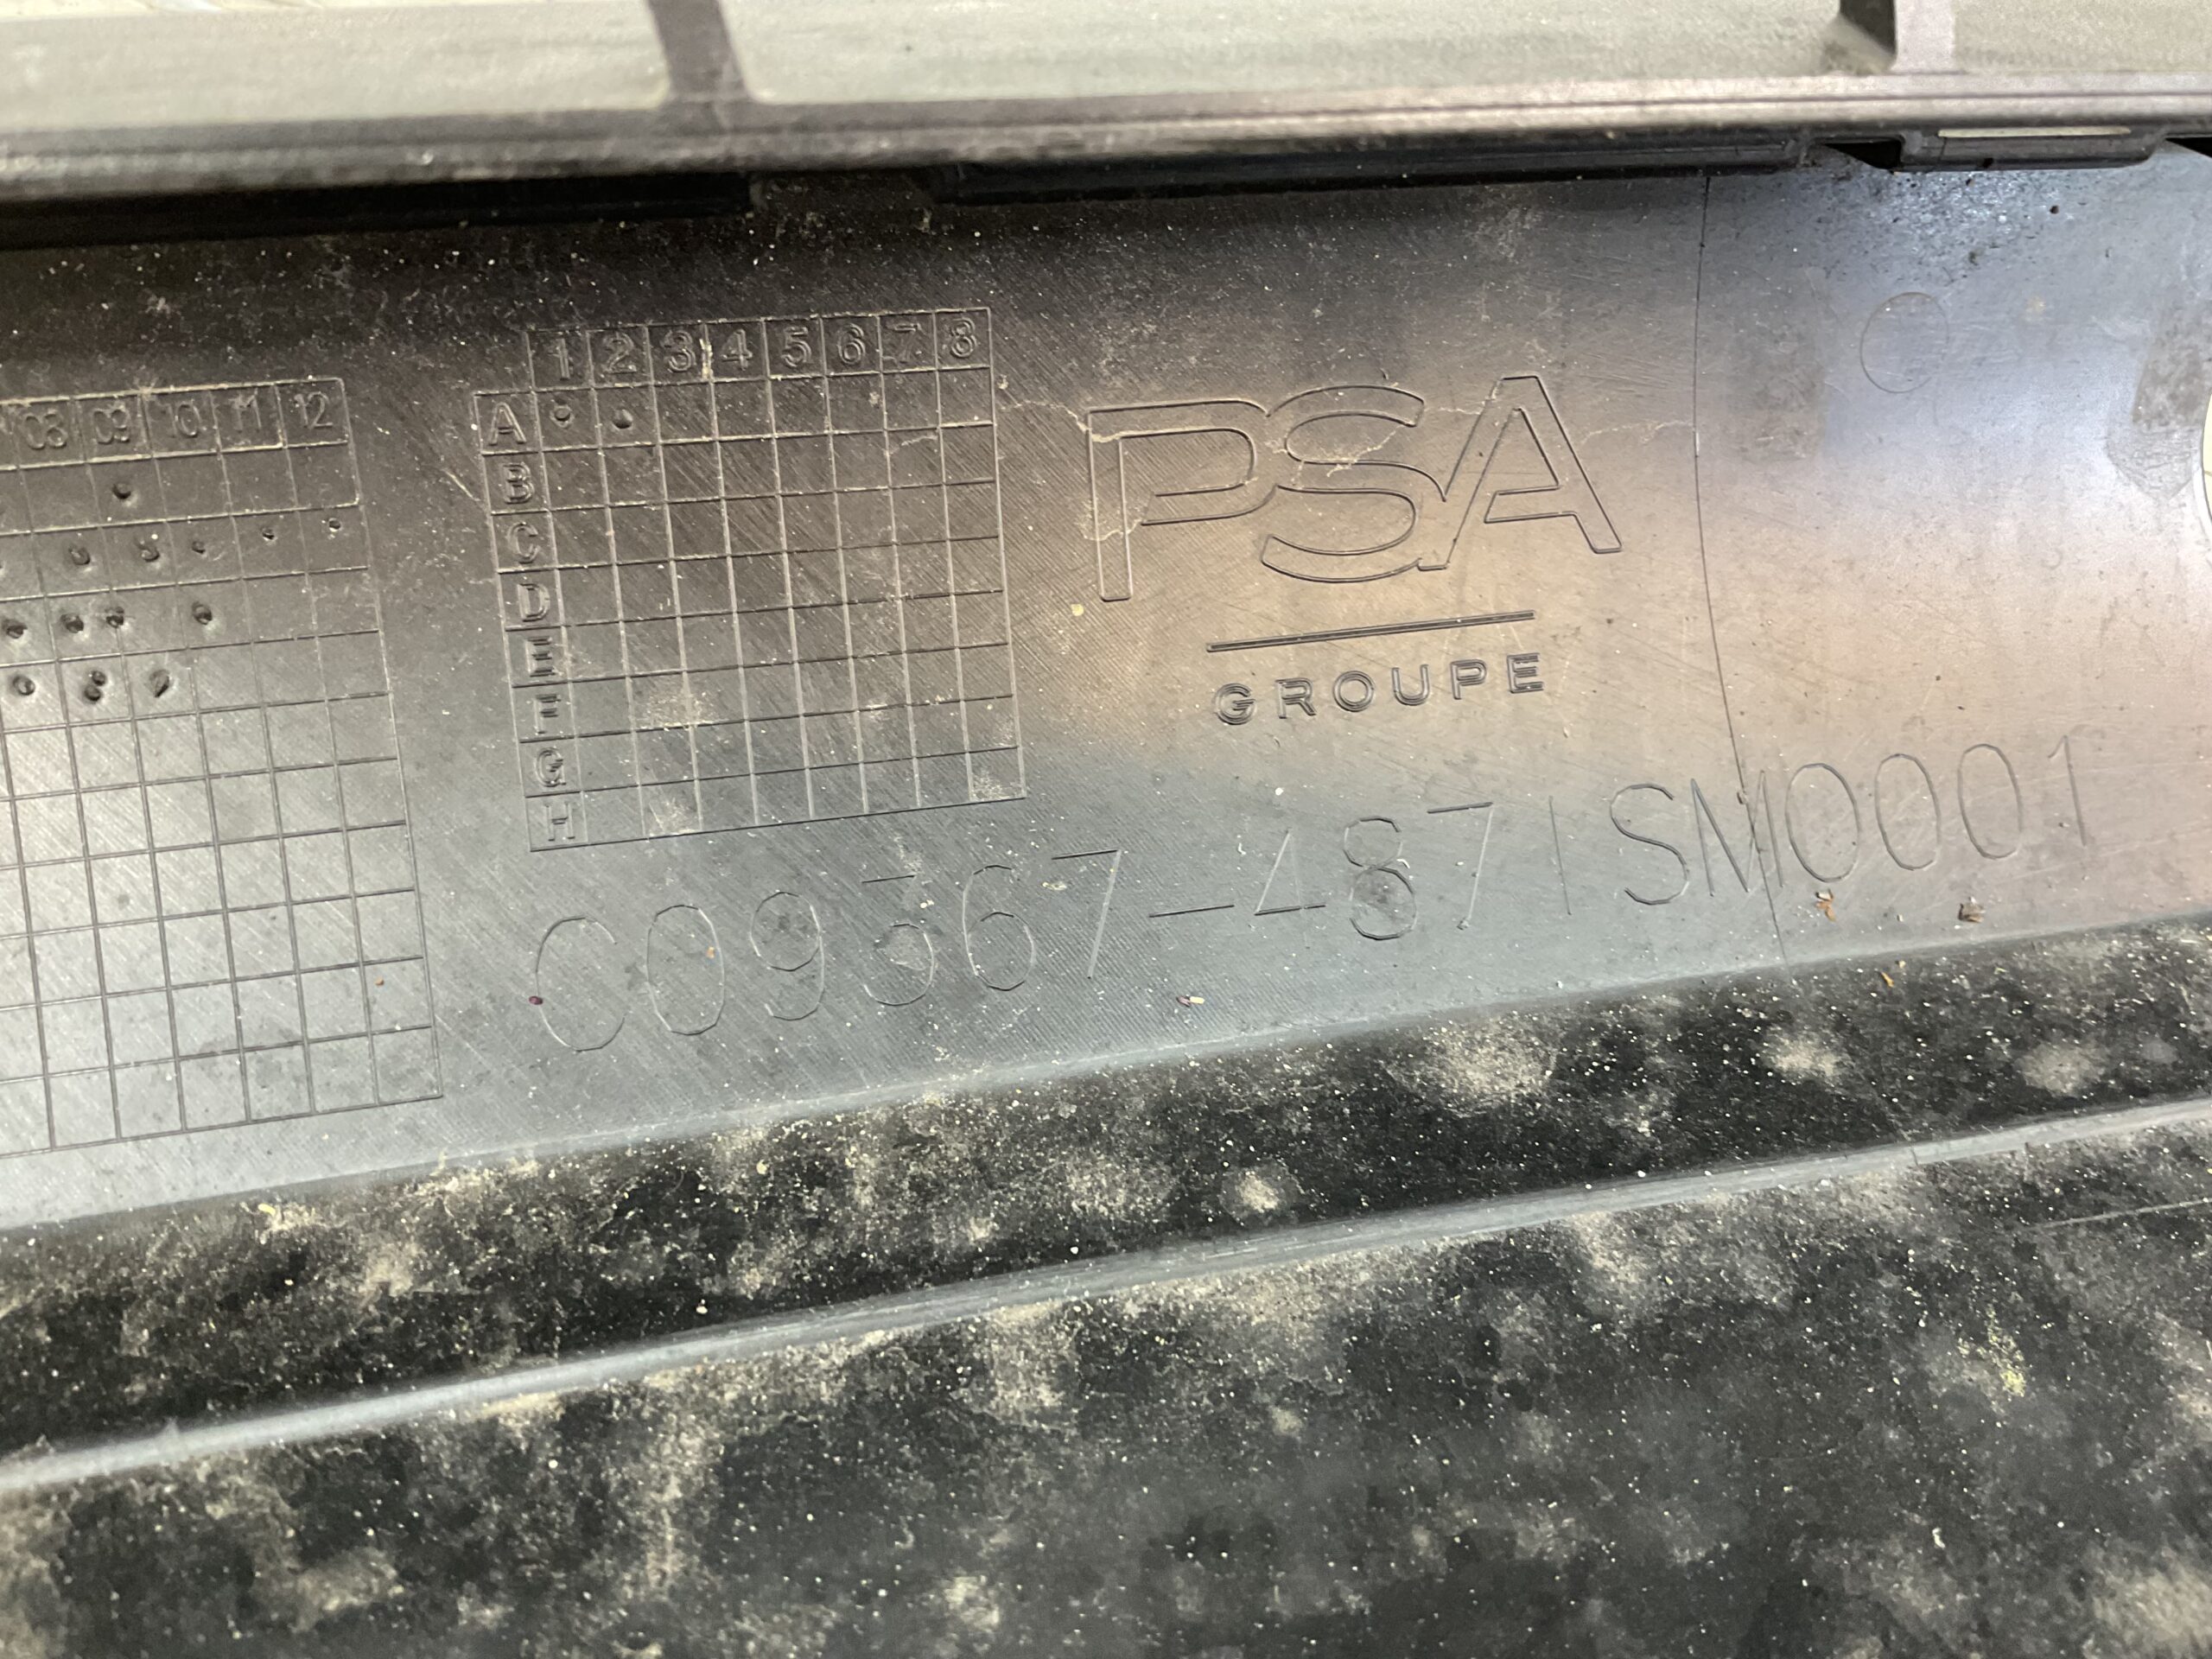 08 09 10 11 12
1 2 3 4 5 6 7 8
A
B
C
D
E
F
G
H
PSA
GROUPE
C09367-4871SM0001